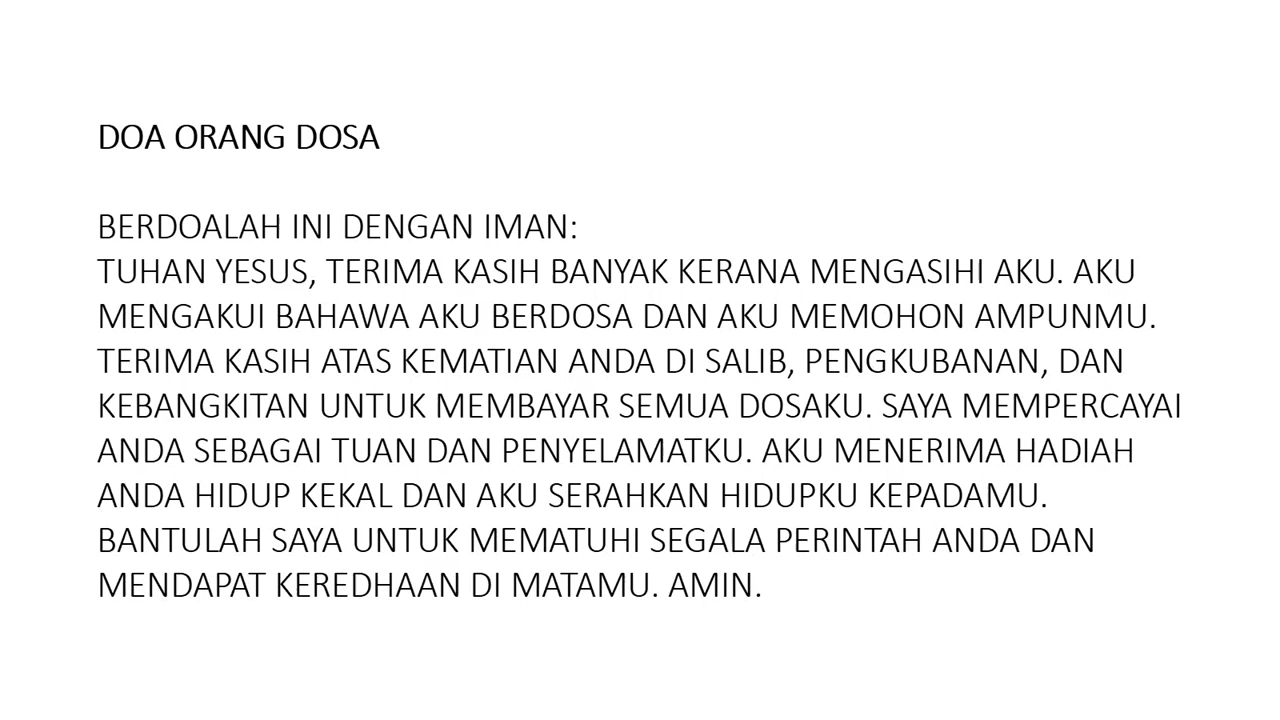 DOA ORANG DOSA
BERDOALAH INI DENGAN IMAN:
TUHAN YESUS, TERIMA KASIH BANYAK KERANA MENGASIHI AKU. AKU
MENGAKUI BAHAWA AKU BERDOSA DAN AKU MEMOHON AMPUNMU.
TERIMA KASIH ATAS KEMATIAN ANDA DI SALIB, PENGKUBANAN, DAN
KEBANGKITAN UNTUK MEMBAYAR SEMUA DOSAKU. SAYA MEMPERCAYAI
ANDA SEBAGAI TUAN DAN PENYELAMATKU. AKU MENERIMA HADIAH
ANDA HIDUP KEKAL DAN AKU SERAHKAN HIDUPKU KEPADAMU.
BANTULAH SAYA UNTUK MEMATUHI SEGALA PERINTAH ANDA DAN
MENDAPAT KEREDHAAN DI MATAMU. AMIN.